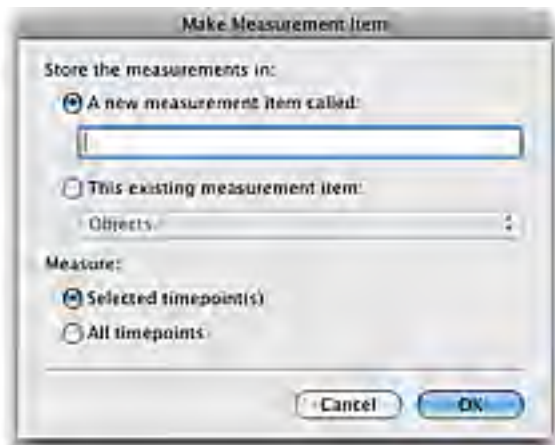 Make Measurement Item
Store the measurements in:
A new measurement item called:
This existing measurement item:
Objects
Measure:
Selected timepoint(s)
All timepoints
Cancel
OK